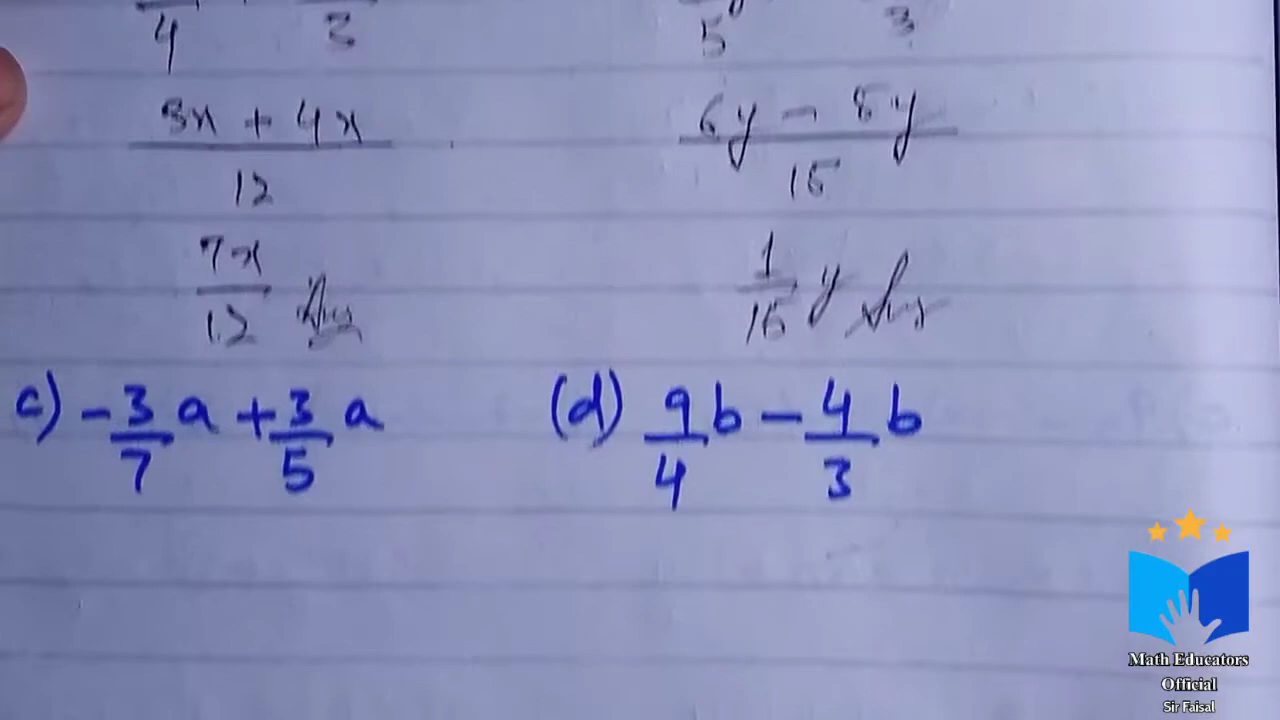 4 3 5 3
3x + 4x 6y - 5y
12 15
7x 1
12 Ans 15 y Ans
c) -3/7 a + 3/5 a (d) 9/4 b - 4/3 b
Math Educators
Official
Sir Faisal